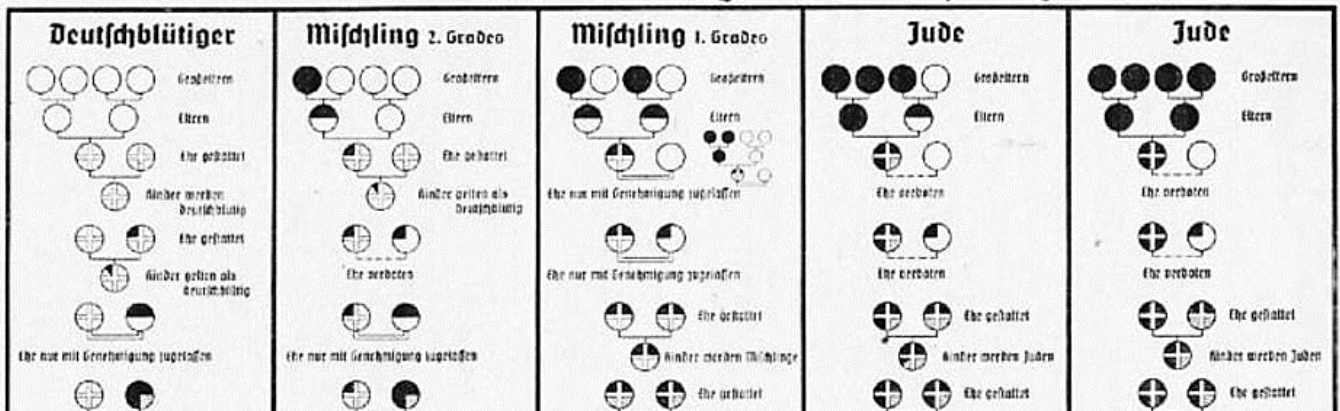 Deutschblütiger
Großeltern
Eltern
Ehe gestattet
Kinder werden
deutschblütig
Ehe gestattet
Kinder gelten als
deutschblütig
Ehe nur mit Genehmigung zugelassen
Mischling 2. Grades
Großeltern
Eltern
Ehe gestattet
Kinder gelten als
deutschblütig
Ehe verboten
Ehe nur mit Genehmigung zugelassen
Mischling 1. Grades
Großeltern
Eltern
Ehe nur mit Genehmigung zugelassen
Ehe nur mit Genehmigung zugelassen
Ehe gestattet
Kinder werden Mischlinge
Ehe gestattet
Jude
Großeltern
Eltern
Ehe verboten
Ehe verboten
Ehe gestattet
Kinder werden Juden
Ehe gestattet
Jude
Großeltern
Eltern
Ehe verboten
Ehe verboten
Ehe gestattet
Kinder werden Juden
Ehe gestattet